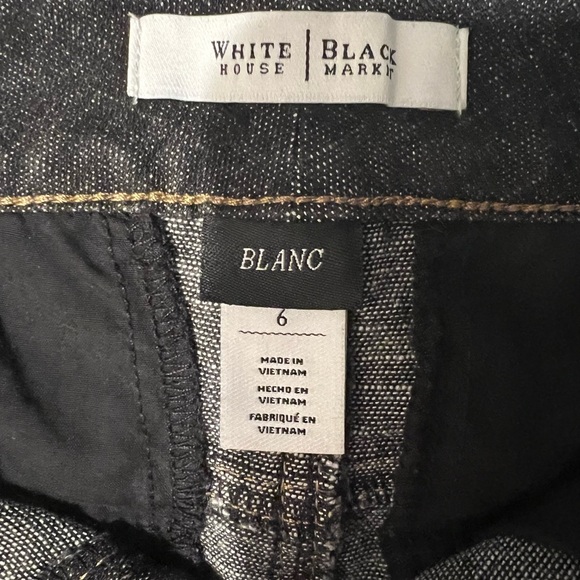 WHITE | BLACK
HOUSE | MARKET
BLANC
6
MADE IN
VIETNAM
HECHO EN
VIETNAM
FABRIQUÉ EN
VIETNAM